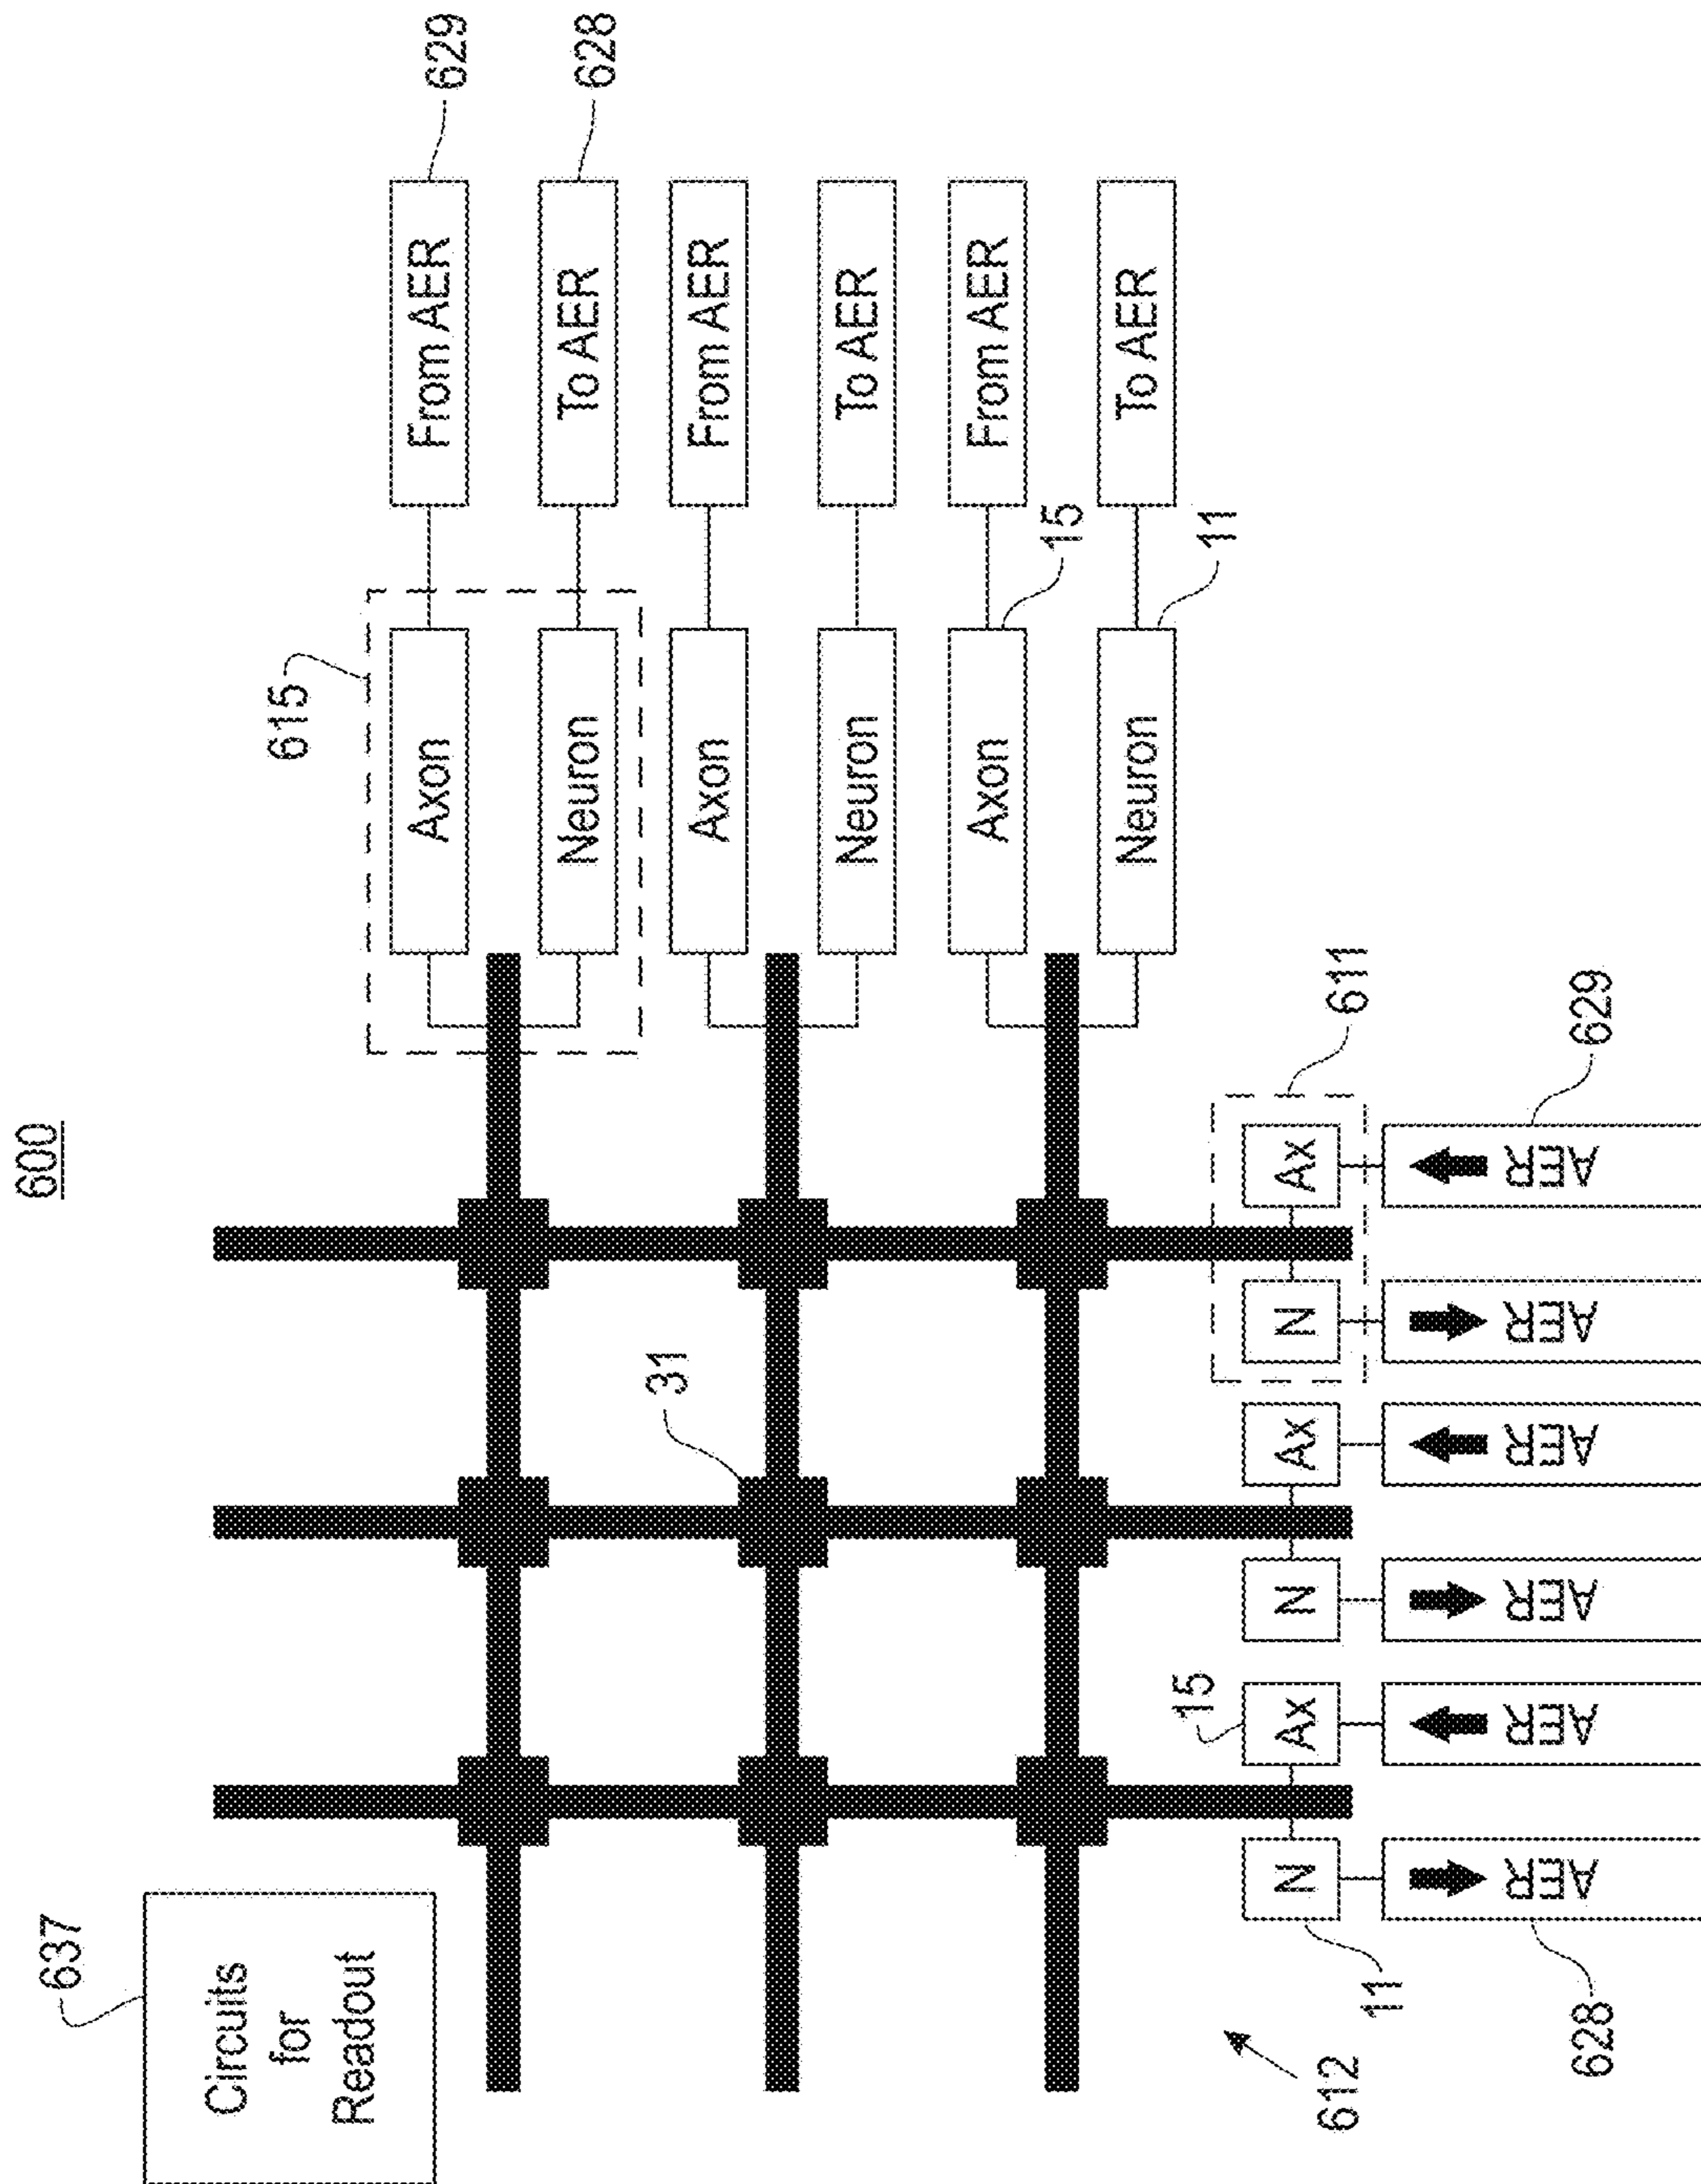 600
637
Circuits
for
Readout
615
629
Axon
From AER
628
Neuron
To AER
31
Axon
From AER
Neuron
To AER
15
Axon
From AER
11
Neuron
To AER
612
11
15
611
N
Ax
N
Ax
N
Ax
628
629
AER
AER
AER
AER
AER
AER